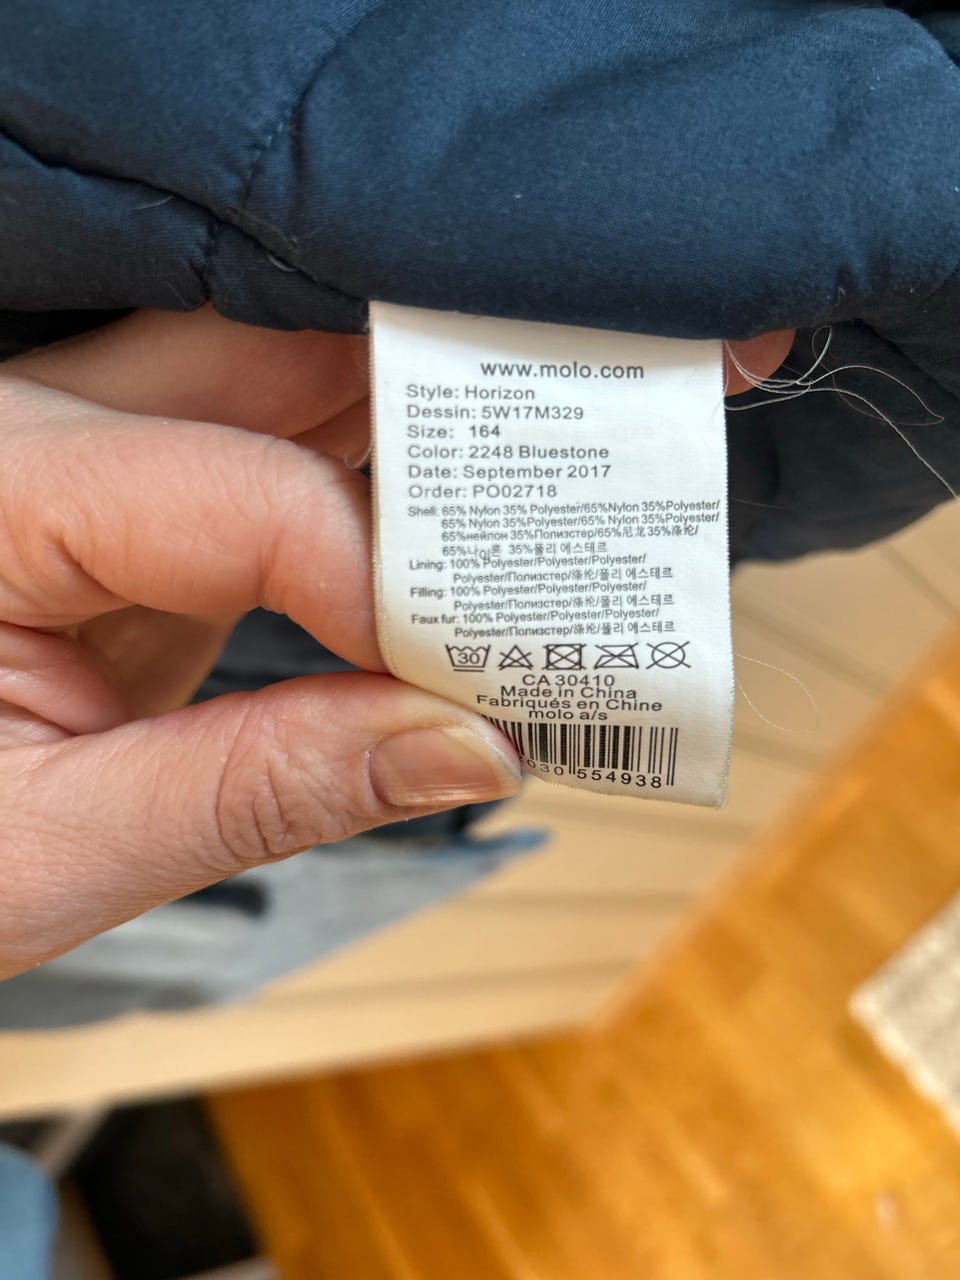 www.molo.com
Style: Horizon
Dessin: 5W17M329
Size: 164
Color: 2248 Bluestone
Date: September 2017
Order: PO02718
Shell: 65% Nylon 35% Polyester/65%Nylon 35%Polyester/
65% Nylon 35%Polyester/65% Nylon 35%Polyester/
65%нейлон 35%Полиэстер/65%尼龙35%涤纶/
65%나이론 35%폴리 에스테르
Lining: 100% Polyester/Polyester/Polyester/
Polyester/Полиэстер/涤纶/폴리 에스테르
Filling: 100% Polyester/Polyester/Polyester/
Polyester/Полиэстер/涤纶/폴리 에스테르
Faux fur: 100% Polyester/Polyester/Polyester/
Polyester/Полиэстер/涤纶/폴리 에스테르
30
CA 30410
Made in China
Fabriqués en Chine
molo a/s
030 554938